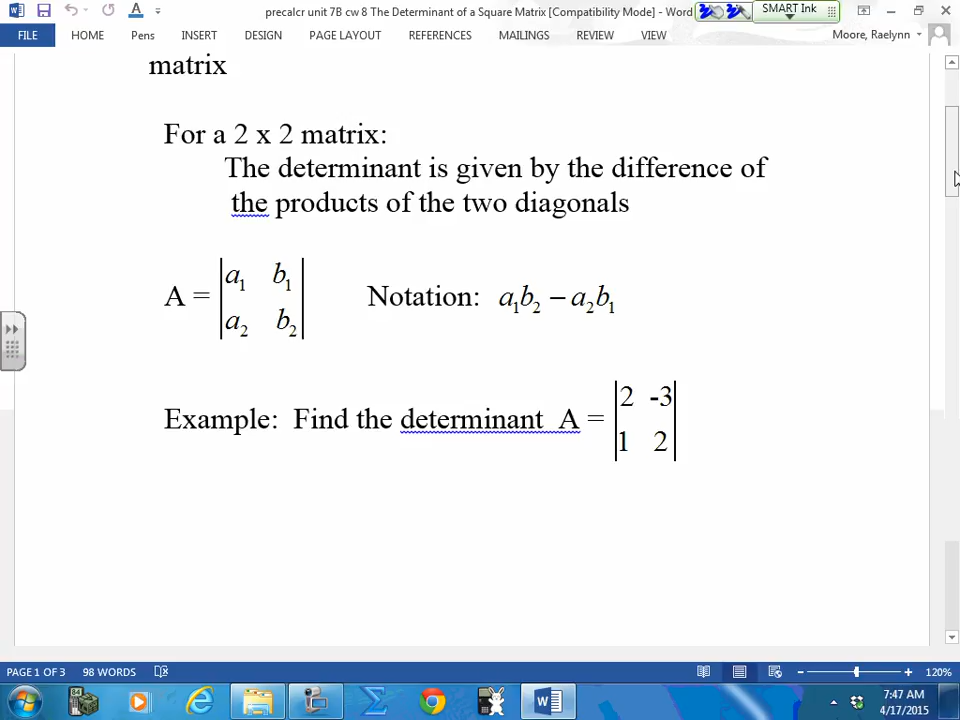 precalcr unit 7B cw 8 The Determinant of a Square Matrix [Compatibility Mode] - Word
SMART Ink
FILE HOME Pens INSERT DESIGN PAGE LAYOUT REFERENCES MAILINGS REVIEW VIEW Moore, Raelynn
matrix
For a 2 x 2 matrix:
The determinant is given by the difference of
the products of the two diagonals
A = | a₁ b₁ |
| a₂ b₂ |
Notation: a₁b₂ – a₂b₁
Example: Find the determinant A = | 2 -3 |
| 1 2 |
PAGE 1 OF 3 98 WORDS 120%
84
7:47 AM
4/17/2015